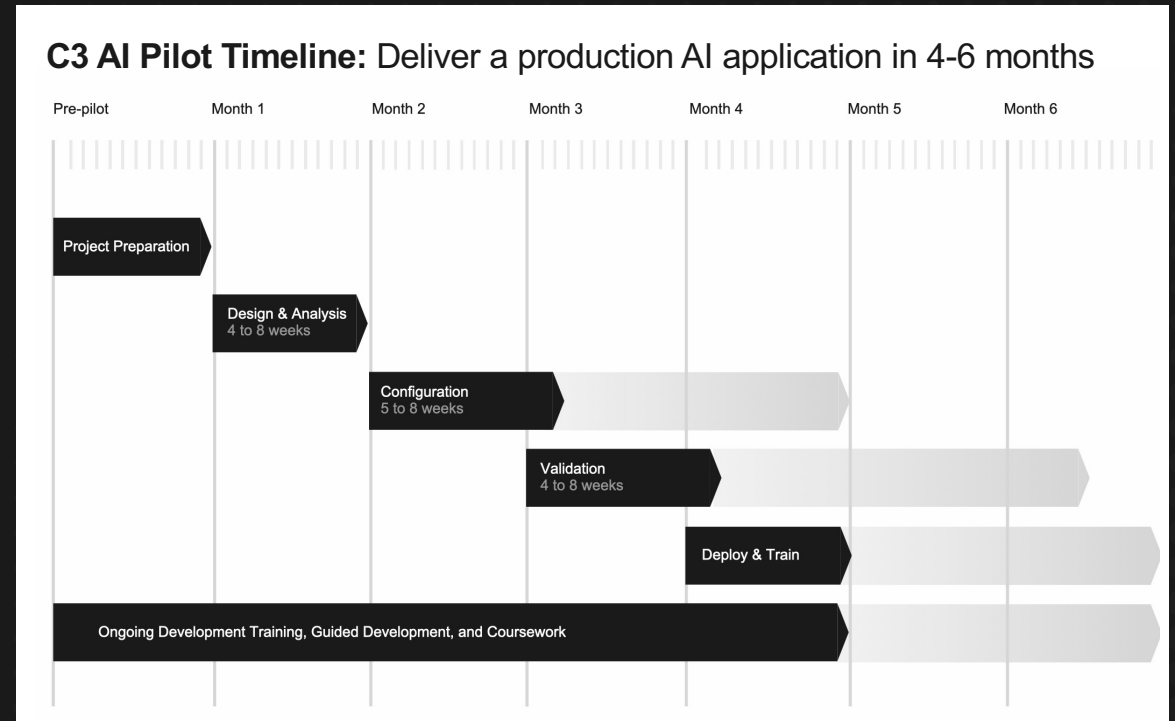 C3 AI Pilot Timeline: Deliver a production AI application in 4-6 months
Pre-pilot Month 1 Month 2 Month 3 Month 4 Month 5 Month 6
Project Preparation
Design & Analysis
4 to 8 weeks
Configuration
5 to 8 weeks
Validation
4 to 8 weeks
Deploy & Train
Ongoing Development Training, Guided Development, and Coursework